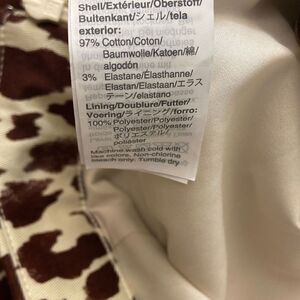 Shell/Extérieur/Oberstoff/
Buitenkant/シェル/tela
exterior:
97% Cotton/Coton/
Baumwolle/Katoen/綿/
algodón
3% Elastane/Élasthanne/
Elastan/Elastaan/エラス
テーン/elastano
Lining/Doublure/Futter/
Voering/ライニング/forro:
100% Polyester/Polyester/
Polyester/Polyester/
ポリエステル/
poliéster
Machine wash cold with
like colors. Non-chlorine
bleach only. Tumble dry